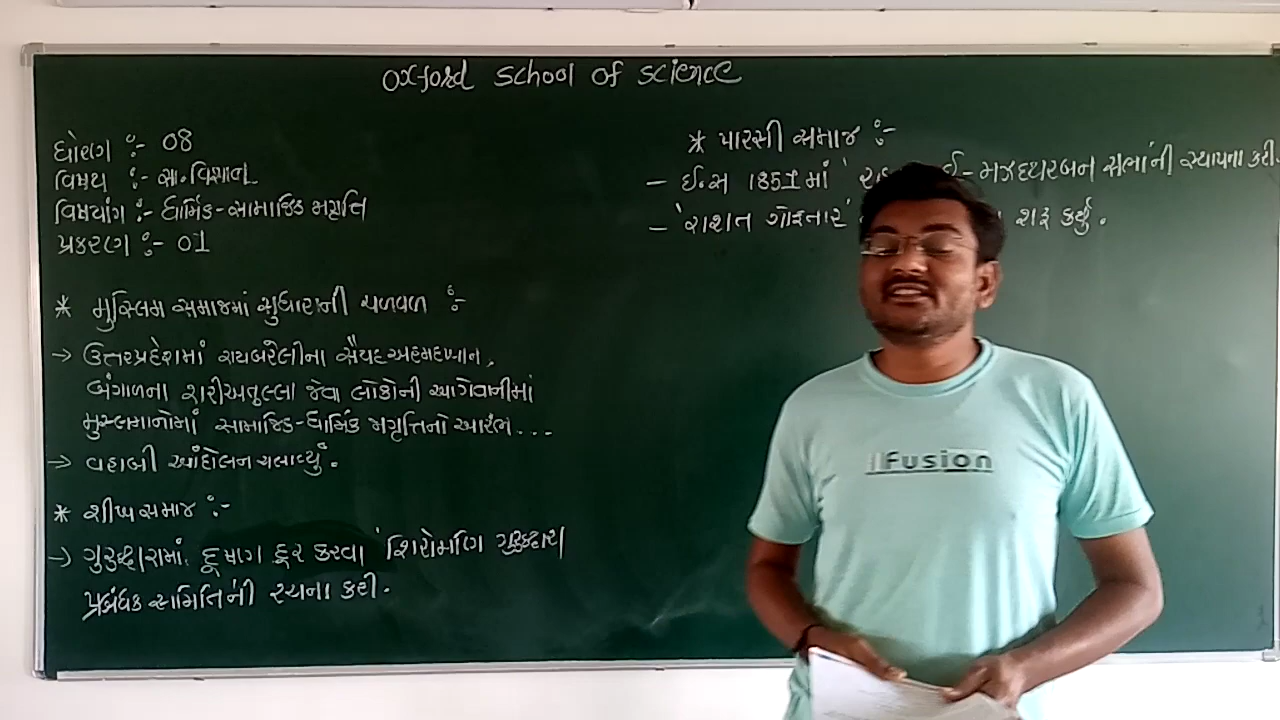 Oxford School of Science
ધોરણ :- 08
વિષય :- સા.વિજ્ઞાન
વિષયાંગ :- ધાર્મિક-સામાજિક જાગૃતિ
પ્રકરણ :- 01
* મુસ્લિમ સમાજમાં સુધારાની ચળવળ :-
→ ઉત્તરપ્રદેશમાં રાયબરેલીના સૈયદ અહમદખાન,
બંગાળના શરીઅતુલ્લા જેવા લોકોની આગેવાનીમાં
મુસ્લમાનોમાં સામાજિક-ધાર્મિક જાગૃતિનો આરંભ...
→ વહાબી આંદોલન ચલાવ્યું.
* શીખ સમાજ :-
→ ગુરુદ્વારામાં દૂષણ દૂર કરવા 'શિરોમણિ ગુરુદ્વારા
પ્રબંધક સમિતિ'ની રચના કરી.
* પારસી સમાજ :-
- ઈ.સ 1851માં ' ઈ-મઝદયશ્ન સભા'ની સ્થાપના કરી.
- 'રાશત ગોફતાર' શરૂ કર્યું.
Fusion